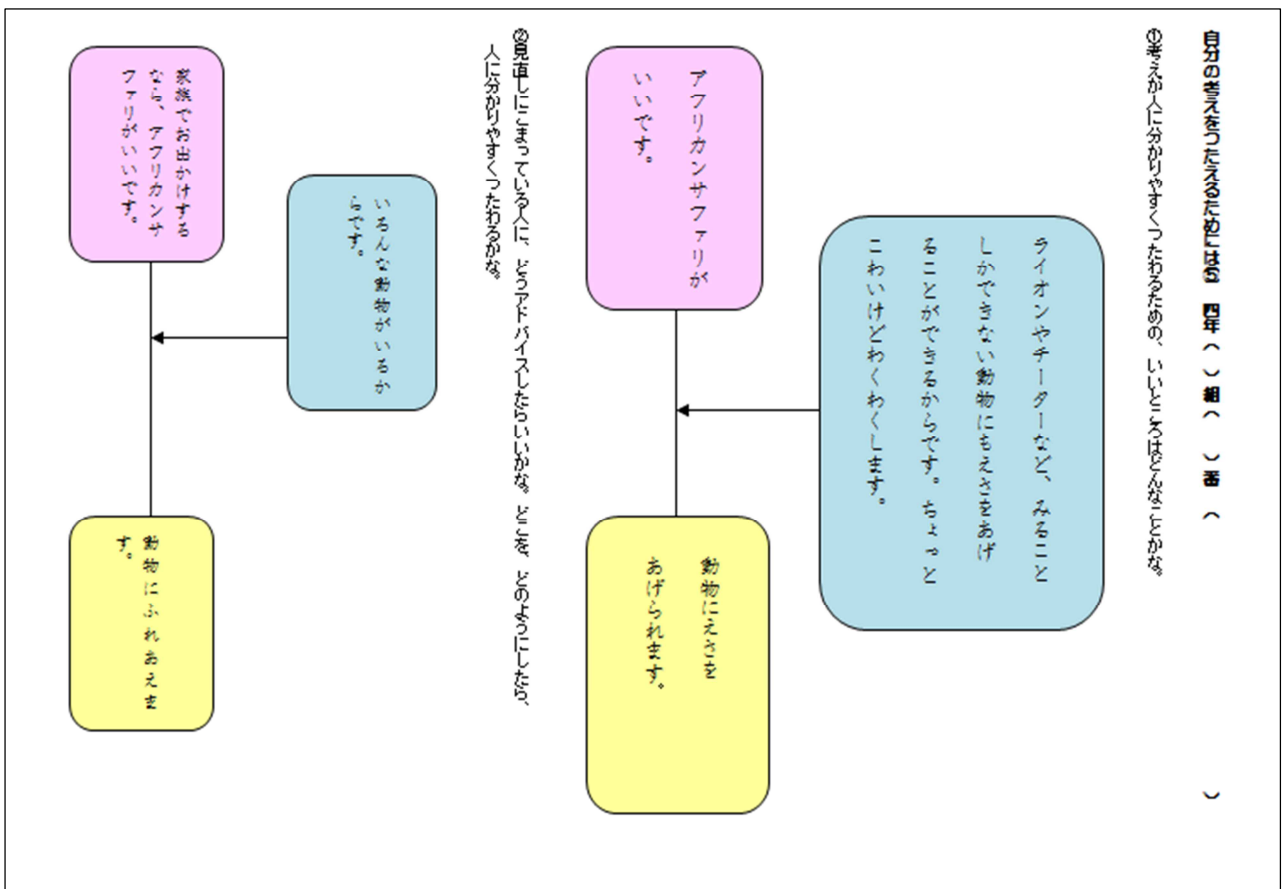 自分の考えをつたえるためには⑤　四年（　）組（　）番（　）
①考えが人に分かりやすくつたわるための、いいところはどんなことかな。
ライオンやチーターなど、みること
しかできない動物にもえさをあげ
ることができるからです。ちょっと
こわいけどわくわくします。
アフリカンサファリが
いいです。
動物にえさを
あげられます。
②見直しにこまっている人に、どうアドバイスしたらいいかな。どこを、どのようにしたら、
人に分かりやすくつたわるかな。
いろんな動物がいるか
らです。
家族でお出かけする
なら、アフリカンサ
ファリがいいです。
動物にふれあえま
す。